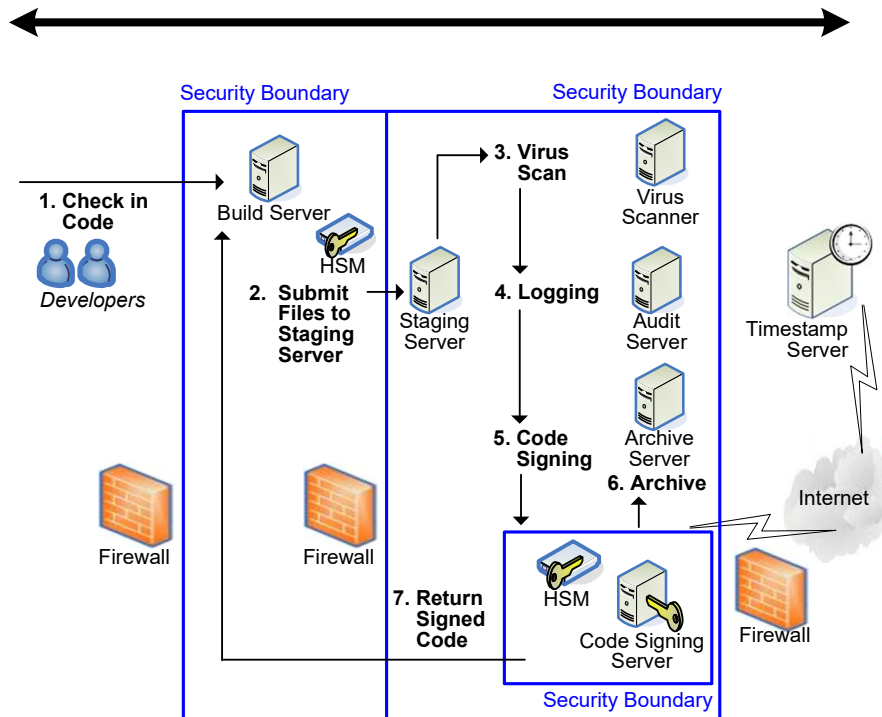 Security Boundary
Security Boundary
1. Check in
Code
Developers
Build Server
HSM
2. Submit
Files to
Staging
Server
Staging
Server
3. Virus
Scan
Virus
Scanner
4. Logging
Audit
Server
Timestamp
Server
5. Code
Signing
Archive
Server
6. Archive
Internet
Firewall
Firewall
HSM
Code Signing
Server
Firewall
7. Return
Signed
Code
Security Boundary